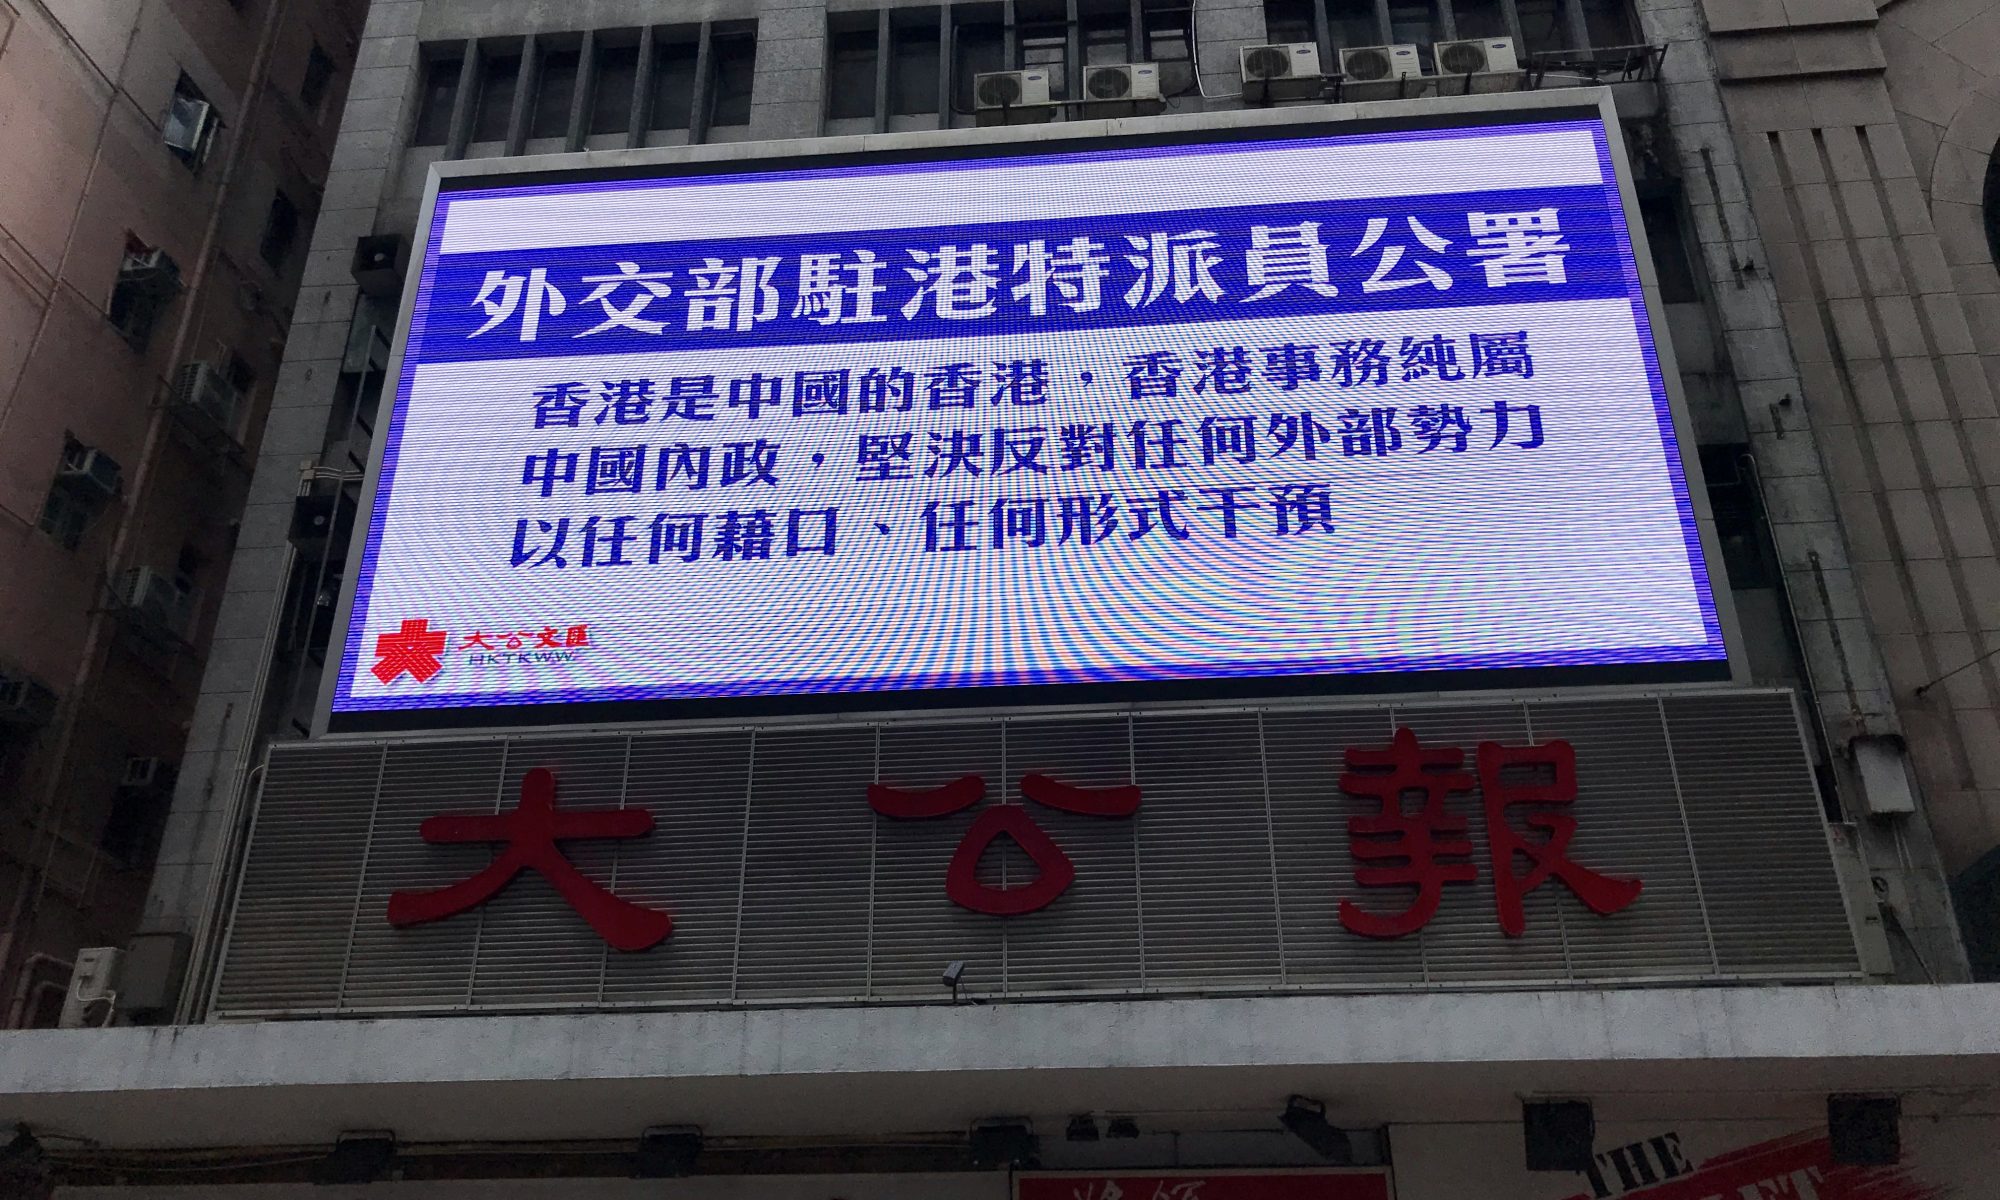 外交部駐港特派員公署
香港是中國的香港，香港事務純屬
中國內政，堅決反對任何外部勢力
以任何藉口、任何形式干預
大公文匯
HKTKWW
大公報
THE